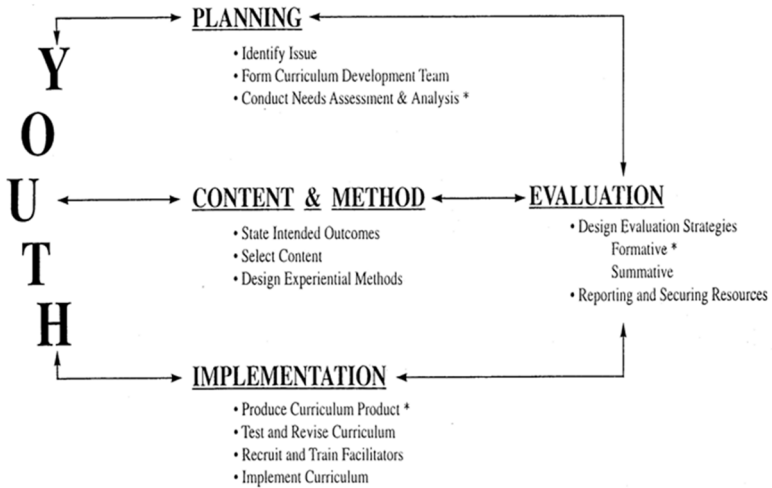 YOUTH
PLANNING
• Identify Issue
• Form Curriculum Development Team
• Conduct Needs Assessment & Analysis *
CONTENT & METHOD
• State Intended Outcomes
• Select Content
• Design Experiential Methods
EVALUATION
• Design Evaluation Strategies
Formative *
Summative
• Reporting and Securing Resources
IMPLEMENTATION
• Produce Curriculum Product *
• Test and Revise Curriculum
• Recruit and Train Facilitators
• Implement Curriculum